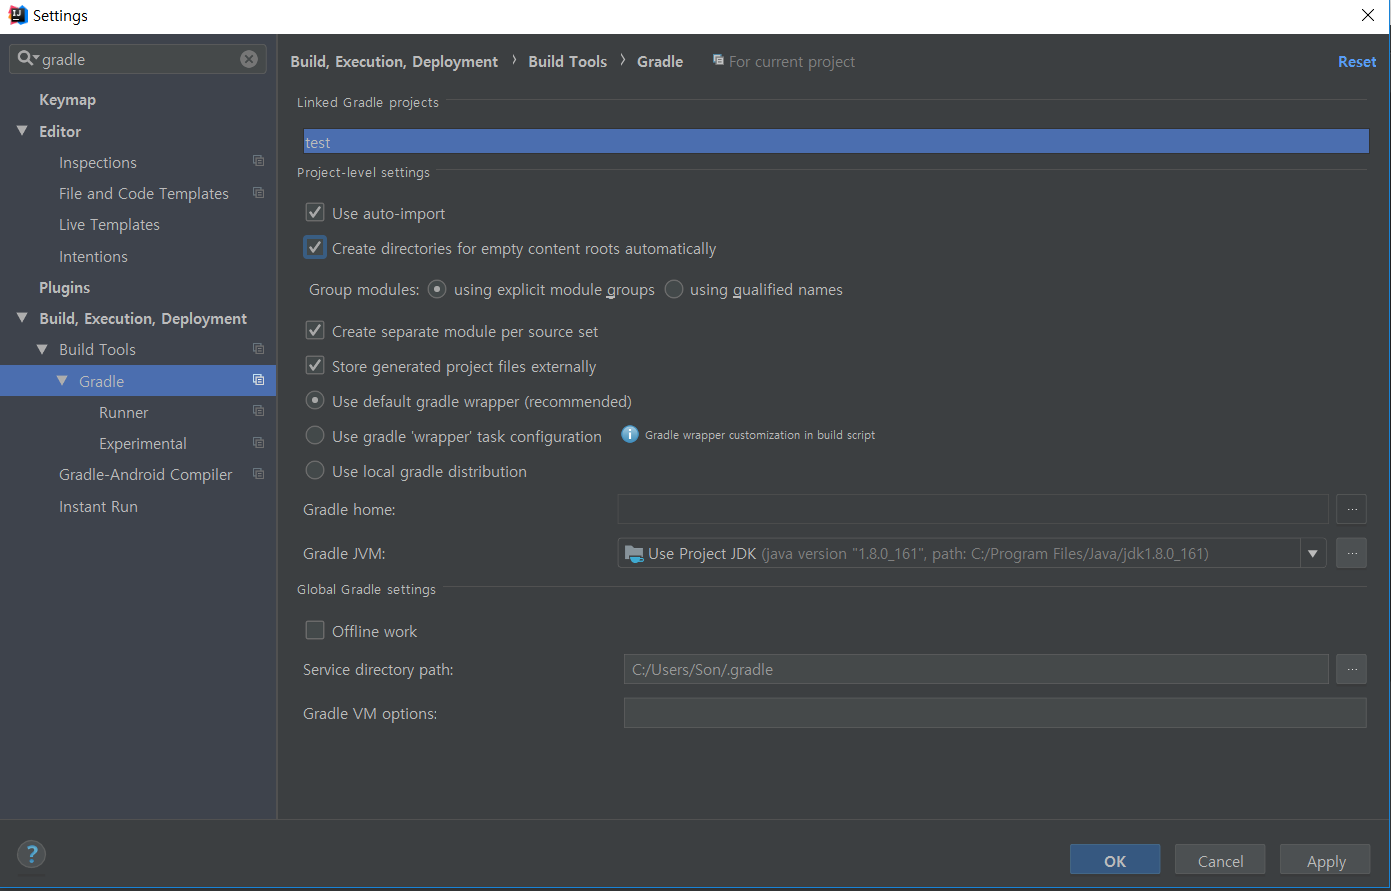 Settings
gradle
Build, Execution, Deployment › Build Tools › Gradle For current project Reset
Keymap
Editor
Inspections
File and Code Templates
Live Templates
Intentions
Plugins
Build, Execution, Deployment
Build Tools
Gradle
Runner
Experimental
Gradle-Android Compiler
Instant Run
Linked Gradle projects
test
Project-level settings
Use auto-import
Create directories for empty content roots automatically
Group modules: using explicit module groups using qualified names
Create separate module per source set
Store generated project files externally
Use default gradle wrapper (recommended)
Use gradle 'wrapper' task configuration Gradle wrapper customization in build script
Use local gradle distribution
Gradle home: ...
Gradle JVM: Use Project JDK (java version "1.8.0_161", path: C:/Program Files/Java/jdk1.8.0_161) ...
Global Gradle settings
Offline work
Service directory path: C:/Users/Son/.gradle ...
Gradle VM options:
? OK Cancel Apply